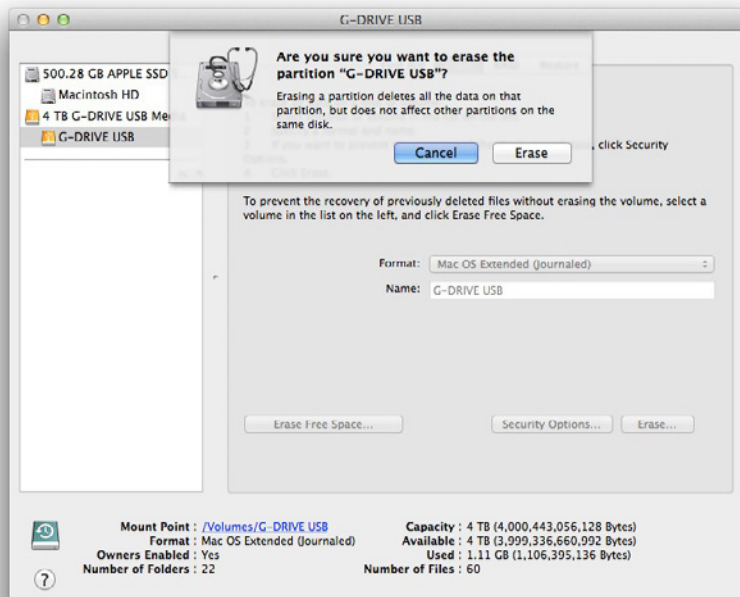 G-DRIVE USB
500.28 GB APPLE SSD
Macintosh HD
4 TB G-DRIVE USB Me
G-DRIVE USB
Are you sure you want to erase the
partition “G-DRIVE USB”?
Erasing a partition deletes all the data on that
partition, but does not affect other partitions on the
same disk.
Cancel
Erase
, click Security
To prevent the recovery of previously deleted files without erasing the volume, select a
volume in the list on the left, and click Erase Free Space.
Format: Mac OS Extended (Journaled)
Name: G-DRIVE USB
Erase Free Space...
Security Options...
Erase...
Mount Point : /Volumes/G-DRIVE USB
Format : Mac OS Extended (Journaled)
Owners Enabled : Yes
Number of Folders : 22
Capacity : 4 TB (4,000,443,056,128 Bytes)
Available : 4 TB (3,999,336,660,992 Bytes)
Used : 1.11 GB (1,106,395,136 Bytes)
Number of Files : 60
?